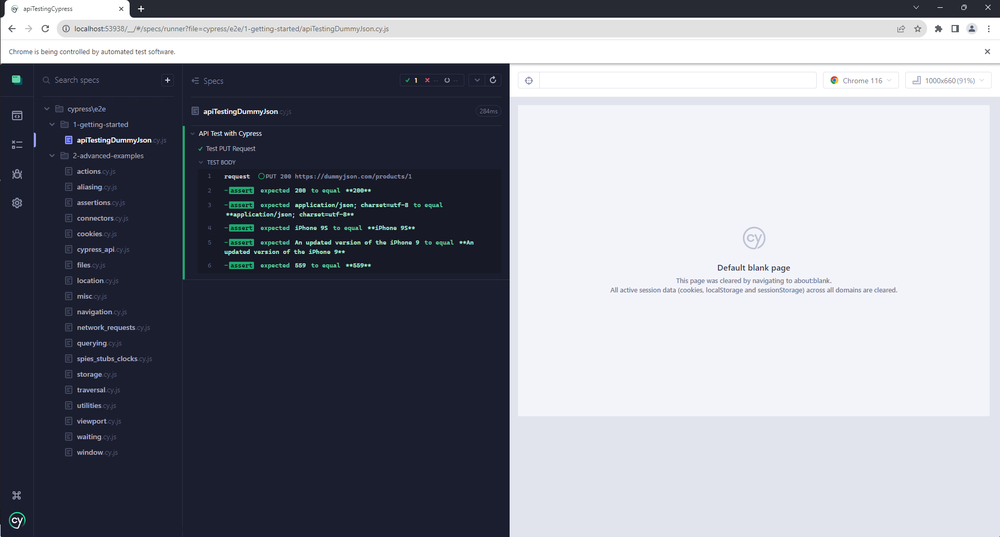 apiTestingCypress
localhost:53938/__/#/specs/runner?file=cypress/e2e/1-getting-started/apiTestingDummyJson.cy.js
Chrome is being controlled by automated test software.
Search specs
cypress\e2e
1-getting-started
apiTestingDummyJson.cy.js
2-advanced-examples
actions.cy.js
aliasing.cy.js
assertions.cy.js
connectors.cy.js
cookies.cy.js
cypress_api.cy.js
files.cy.js
location.cy.js
misc.cy.js
navigation.cy.js
network_requests.cy.js
querying.cy.js
spies_stubs_clocks.cy.js
storage.cy.js
traversal.cy.js
utilities.cy.js
viewport.cy.js
waiting.cy.js
window.cy.js
cy
Specs
1 -- --
apiTestingDummyJson.cy.js 284ms
API Test with Cypress
Test PUT Request
TEST BODY
1 request PUT 200 https://dummyjson.com/products/1
2 -assert expected 200 to equal **200**
3 -assert expected application/json; charset=utf-8 to equal
**application/json; charset=utf-8**
4 -assert expected iPhone 9S to equal **iPhone 9S**
5 -assert expected An updated version of the iPhone 9 to equal **An
updated version of the iPhone 9**
6 -assert expected 559 to equal **559**
Chrome 116
1000x660 (91%)
cy
Default blank page
This page was cleared by navigating to about:blank.
All active session data (cookies, localStorage and sessionStorage) across all domains are cleared.